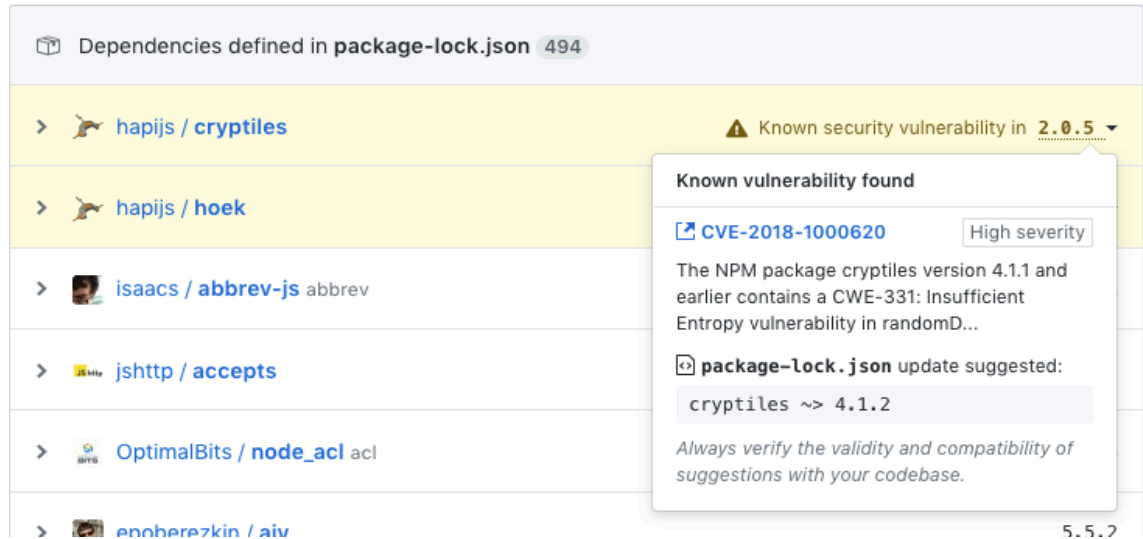 Dependencies defined in package-lock.json 494
hapijs / cryptiles
Known security vulnerability in 2.0.5
Known vulnerability found
hapijs / hoek
CVE-2018-1000620 High severity
The NPM package cryptiles version 4.1.1 and
earlier contains a CWE-331: Insufficient
Entropy vulnerability in randomD...
isaacs / abbrev-js abbrev
package-lock.json update suggested:
jshttp / accepts
cryptiles ~> 4.1.2
OptimalBits / node_acl acl
Always verify the validity and compatibility of
suggestions with your codebase.
epoberezkin / ajv 5.5.2